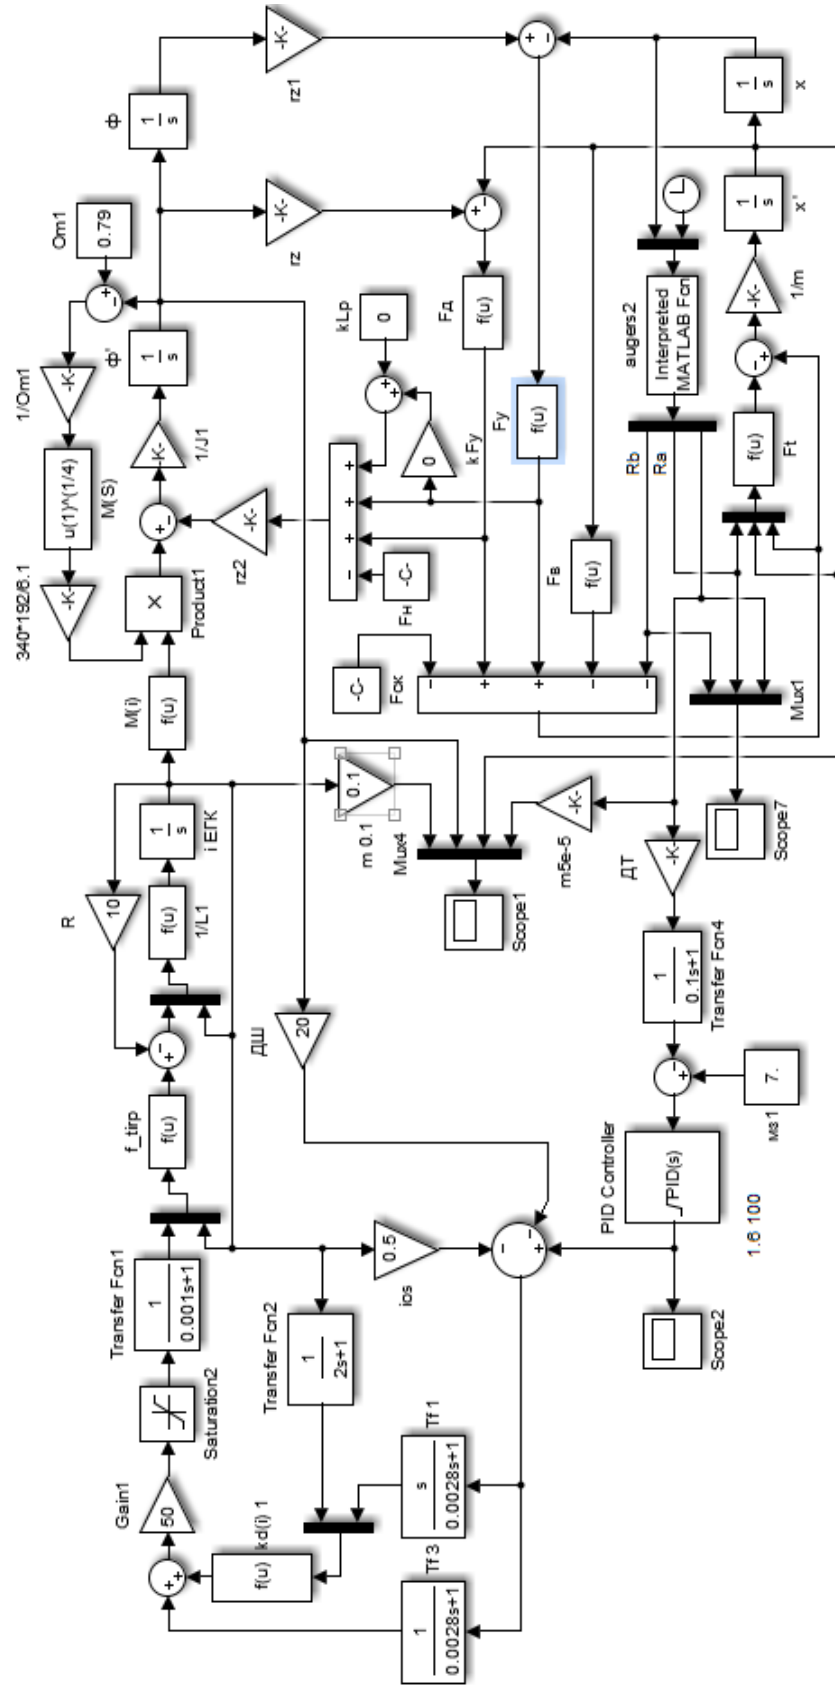 Gain1
50
Saturation2
Transfer Fcn1
1
0.001s+1
f_tirp
f(u)
R
10
1/L1
f(u)
i ЕГК
1
s
M(i)
f(u)
340*192/6.1
-K-
Product1
×
M(S)
u(1)^(1/4)
1/Om1
-K-
1/J1
-K-
ф'
1
s
Om1
0.79
ф
1
s
rz1
-K-
rz
-K-
rz2
-K-
kLp
0
Fд
f(u)
k Fy
0
Fy
f(u)
Fн
-C-
Fск
-C-
Fв
f(u)
augers2
Interpreted
MATLAB Fcn
Rb
Ra
x
1
s
x'
1
s
1/m
-K-
Ft
f(u)
Mux1
Scope7
m 0.1
0.1
Mux4
Scope1
m5e-5
-K-
ДТ
-K-
ДШ
20
Transfer Fcn4
1
0.1s+1
мз1
7.
PID Controller
PID(s)
1.6 100
Scope2
ios
0.5
Transfer Fcn2
1
2s+1
kd(i) 1
f(u)
Tf1
s
0.0028s+1
Tf3
1
0.0028s+1